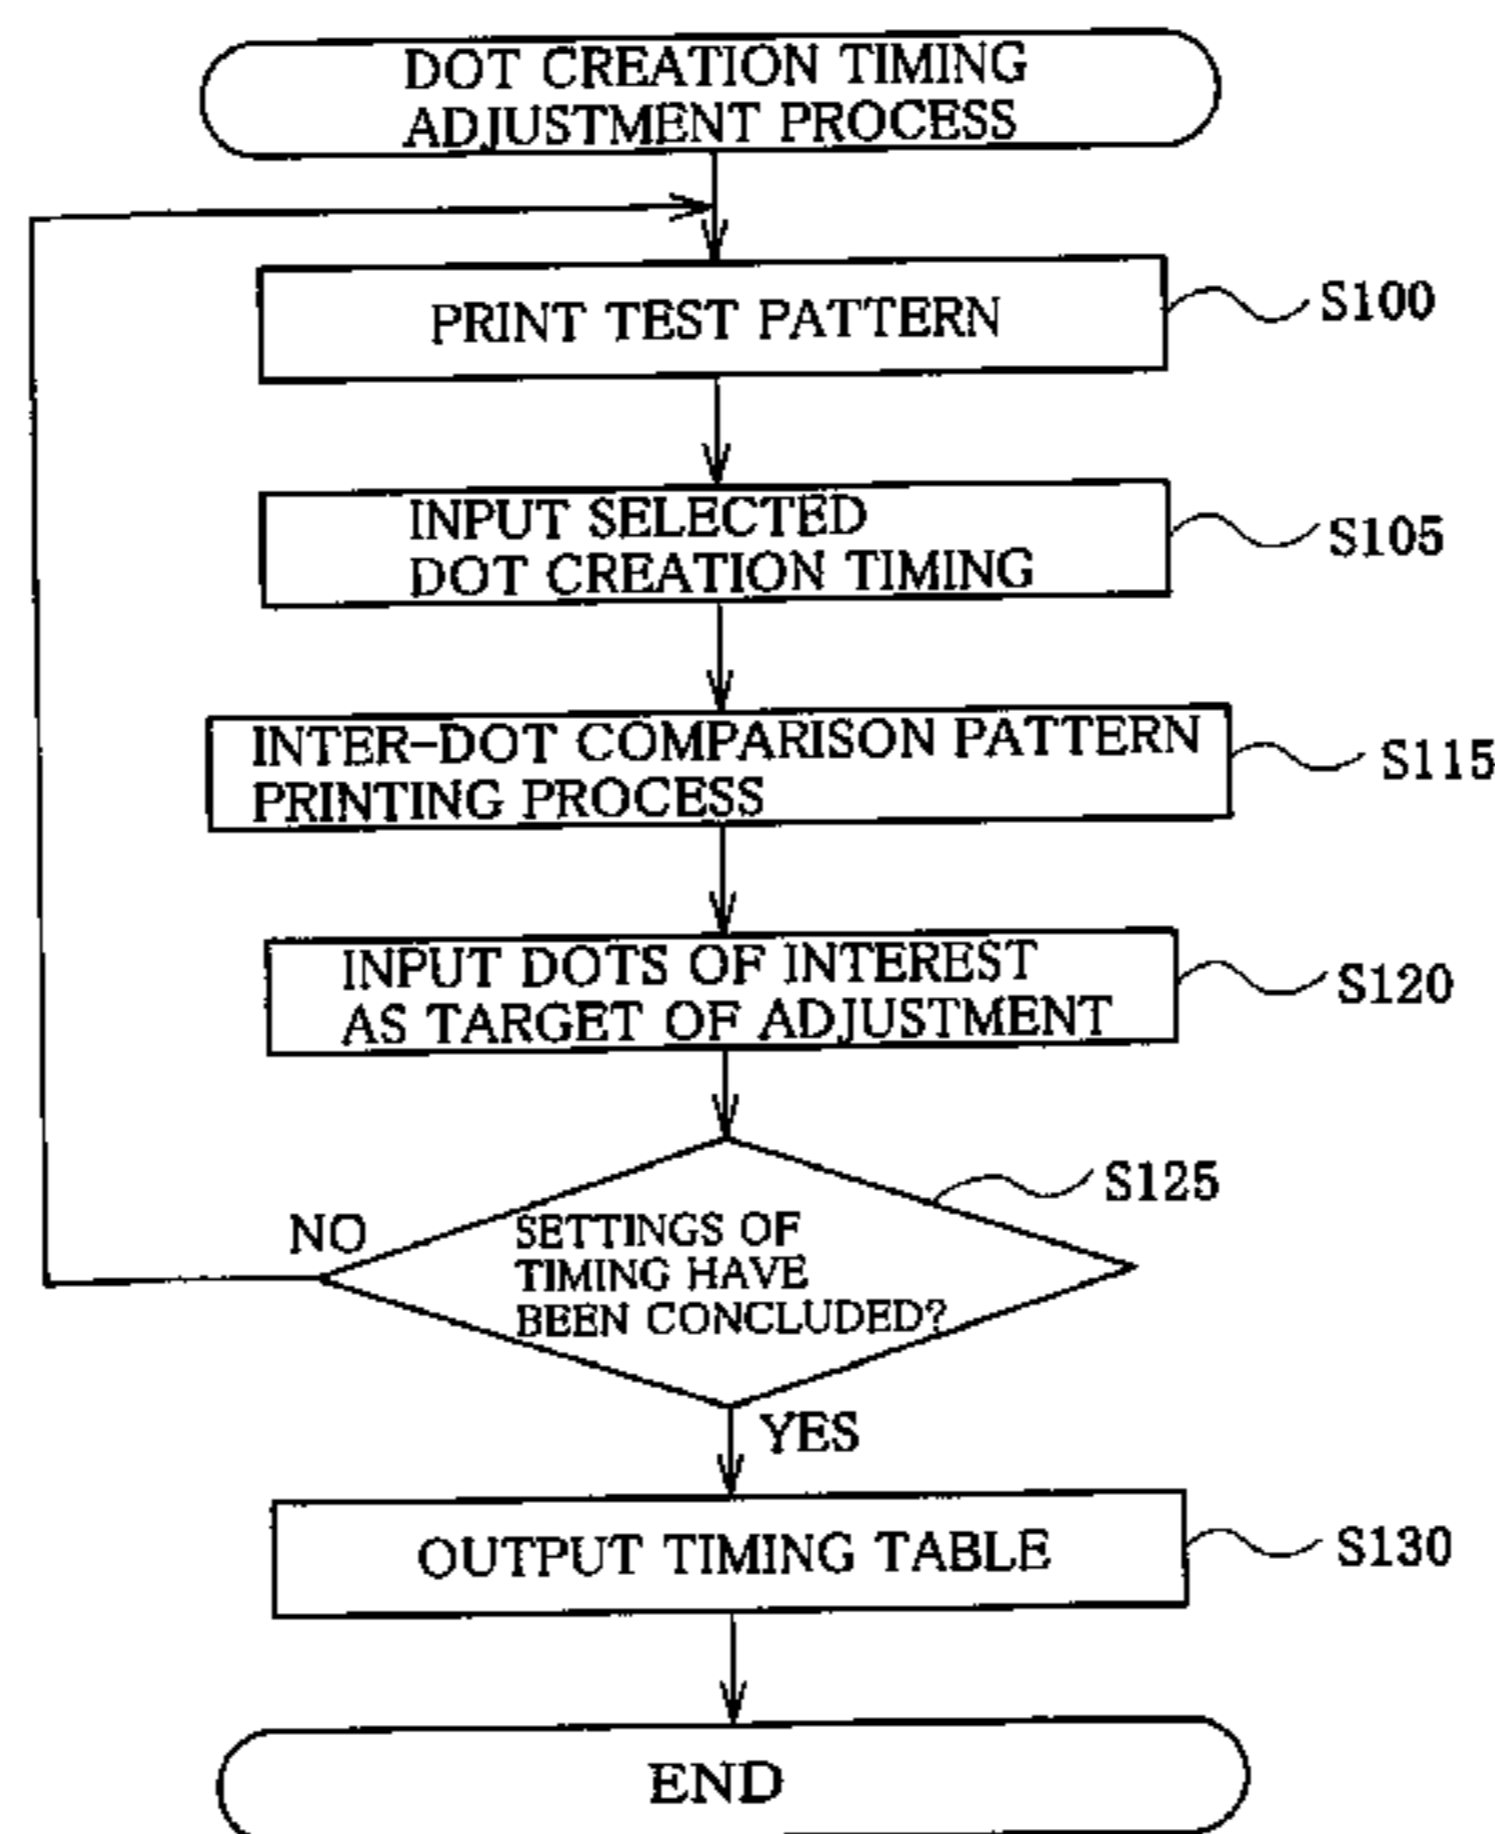 DOT CREATION TIMING
ADJUSTMENT PROCESS
PRINT TEST PATTERN
S100
INPUT SELECTED
DOT CREATION TIMING
S105
INTER-DOT COMPARISON PATTERN
PRINTING PROCESS
S115
INPUT DOTS OF INTEREST
AS TARGET OF ADJUSTMENT
S120
S125
NO
SETTINGS OF
TIMING HAVE
BEEN CONCLUDED?
YES
OUTPUT TIMING TABLE
S130
END